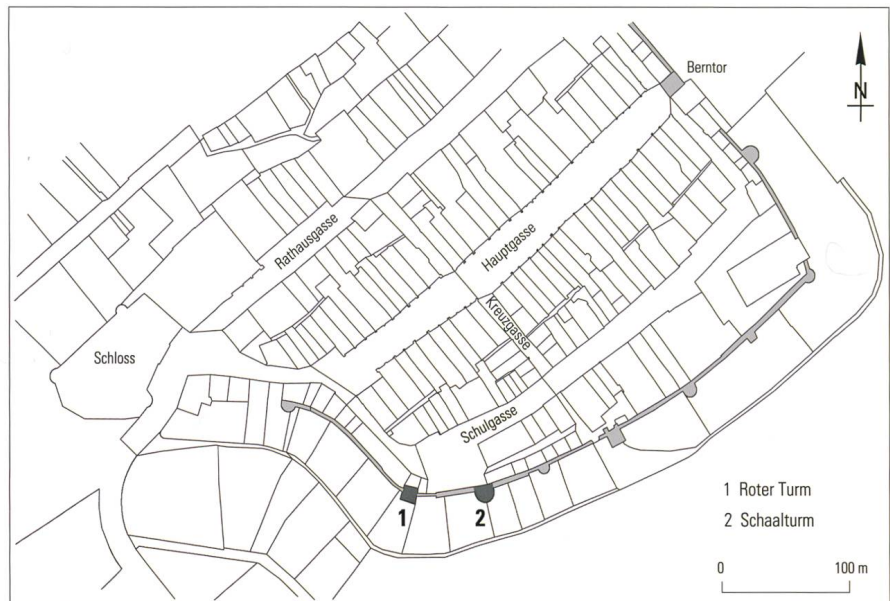 Berntor
N
Rathausgasse
Hauptgasse
Kreuzgasse
Schloss
Schulgasse
1
2
1 Roter Turm
2 Schaalturm
0 100 m